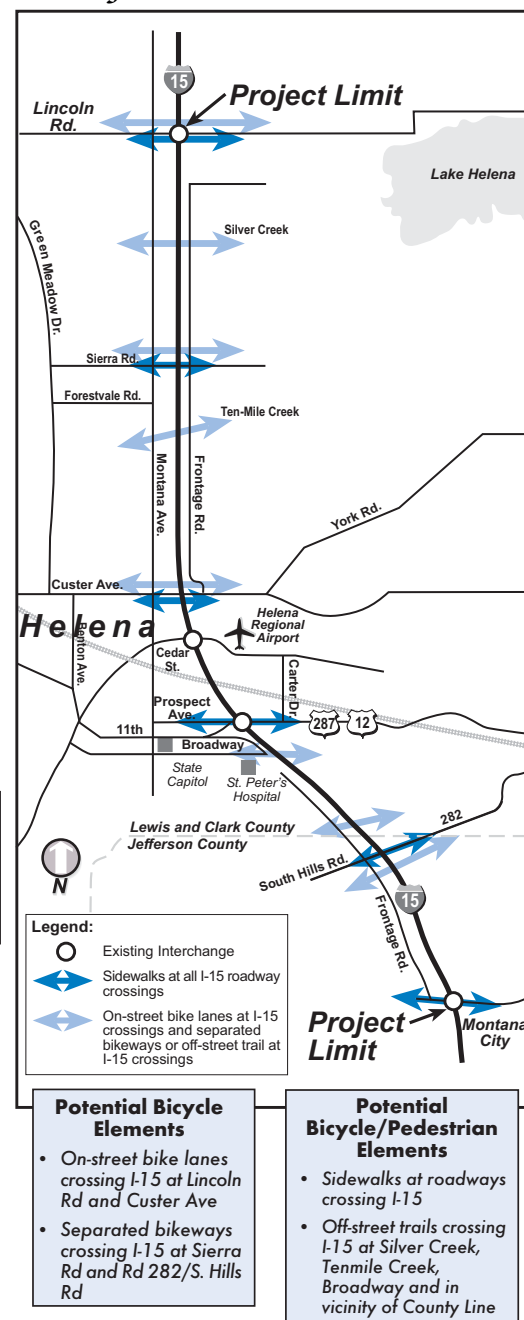 15
Project Limit
Lincoln
Rd.
Lake Helena
Green Meadow Dr.
Silver Creek
Sierra Rd.
Forestvale Rd.
Ten-Mile Creek
Montana Ave.
Frontage Rd.
York Rd.
Custer Ave.
Helena
Helena
Regional
Airport
Benton Ave.
Cedar
St.
Carter Dr.
Prospect
Ave.
287
12
11th
Broadway
State
Capitol
St. Peter's
Hospital
Lewis and Clark County
Jefferson County
282
South Hills Rd.
N
15
Frontage Rd.
Legend:
Existing Interchange
Sidewalks at all I-15 roadway
crossings
On-street bike lanes at I-15
crossings and separated
bikeways or off-street trail at
I-15 crossings
Project
Limit
Montana
City
Potential Bicycle
Elements
• On-street bike lanes
crossing I-15 at Lincoln
Rd and Custer Ave
• Separated bikeways
crossing I-15 at Sierra
Rd and Rd 282/S. Hills
Rd
Potential
Bicycle/Pedestrian
Elements
• Sidewalks at roadways
crossing I-15
• Off-street trails crossing
I-15 at Silver Creek,
Tenmile Creek,
Broadway and in
vicinity of County Line